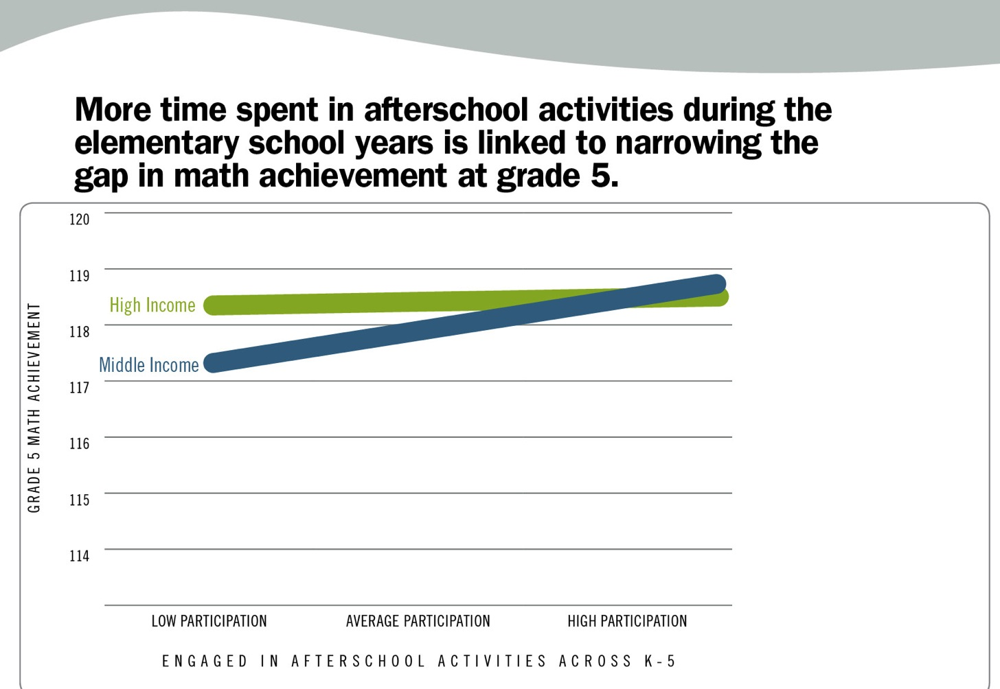 More time spent in afterschool activities during the
elementary school years is linked to narrowing the
gap in math achievement at grade 5.
120
119
High Income
118
Middle Income
117
116
115
114
GRADE 5 MATH ACHIEVEMENT
LOW PARTICIPATION AVERAGE PARTICIPATION HIGH PARTICIPATION
ENGAGED IN AFTERSCHOOL ACTIVITIES ACROSS K-5